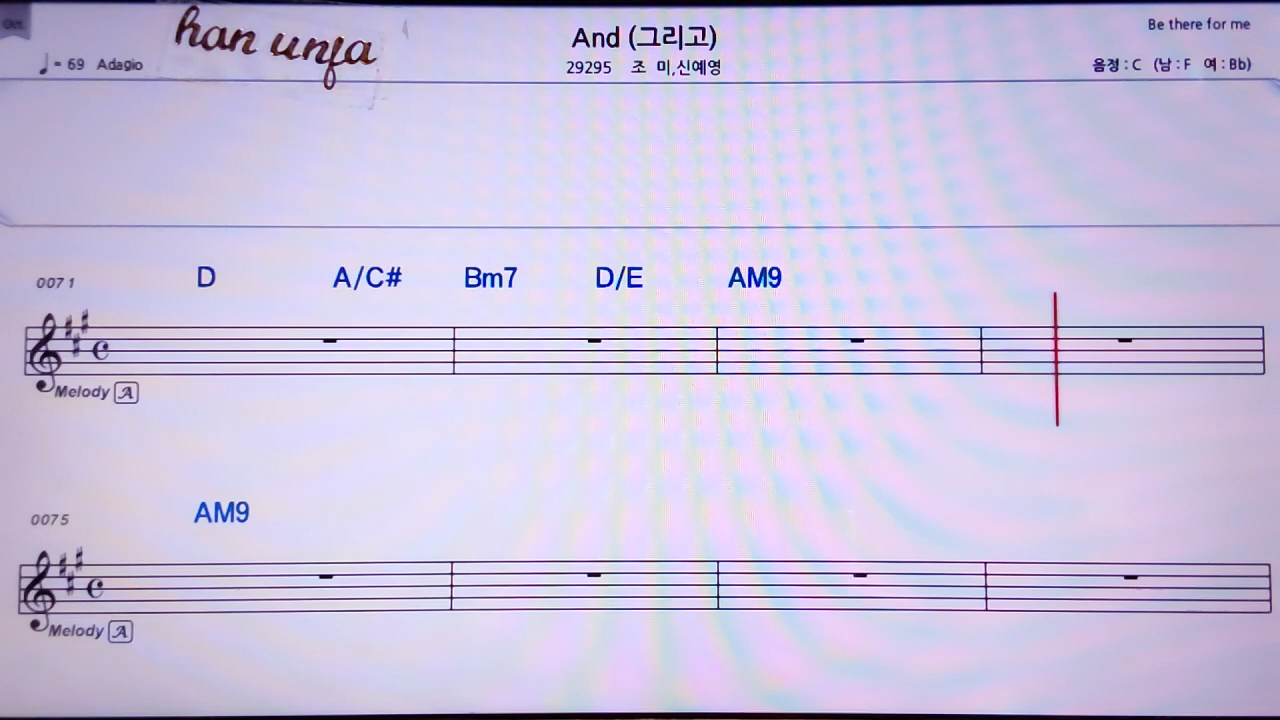 han unfa
And (그리고)
Be there for me
= 69 Adagio
29295 조 미,신예영
음정 : C (남 : F 여 : Bb)
0071
D A/C# Bm7 D/E AM9
Melody A
0075
AM9
Melody A